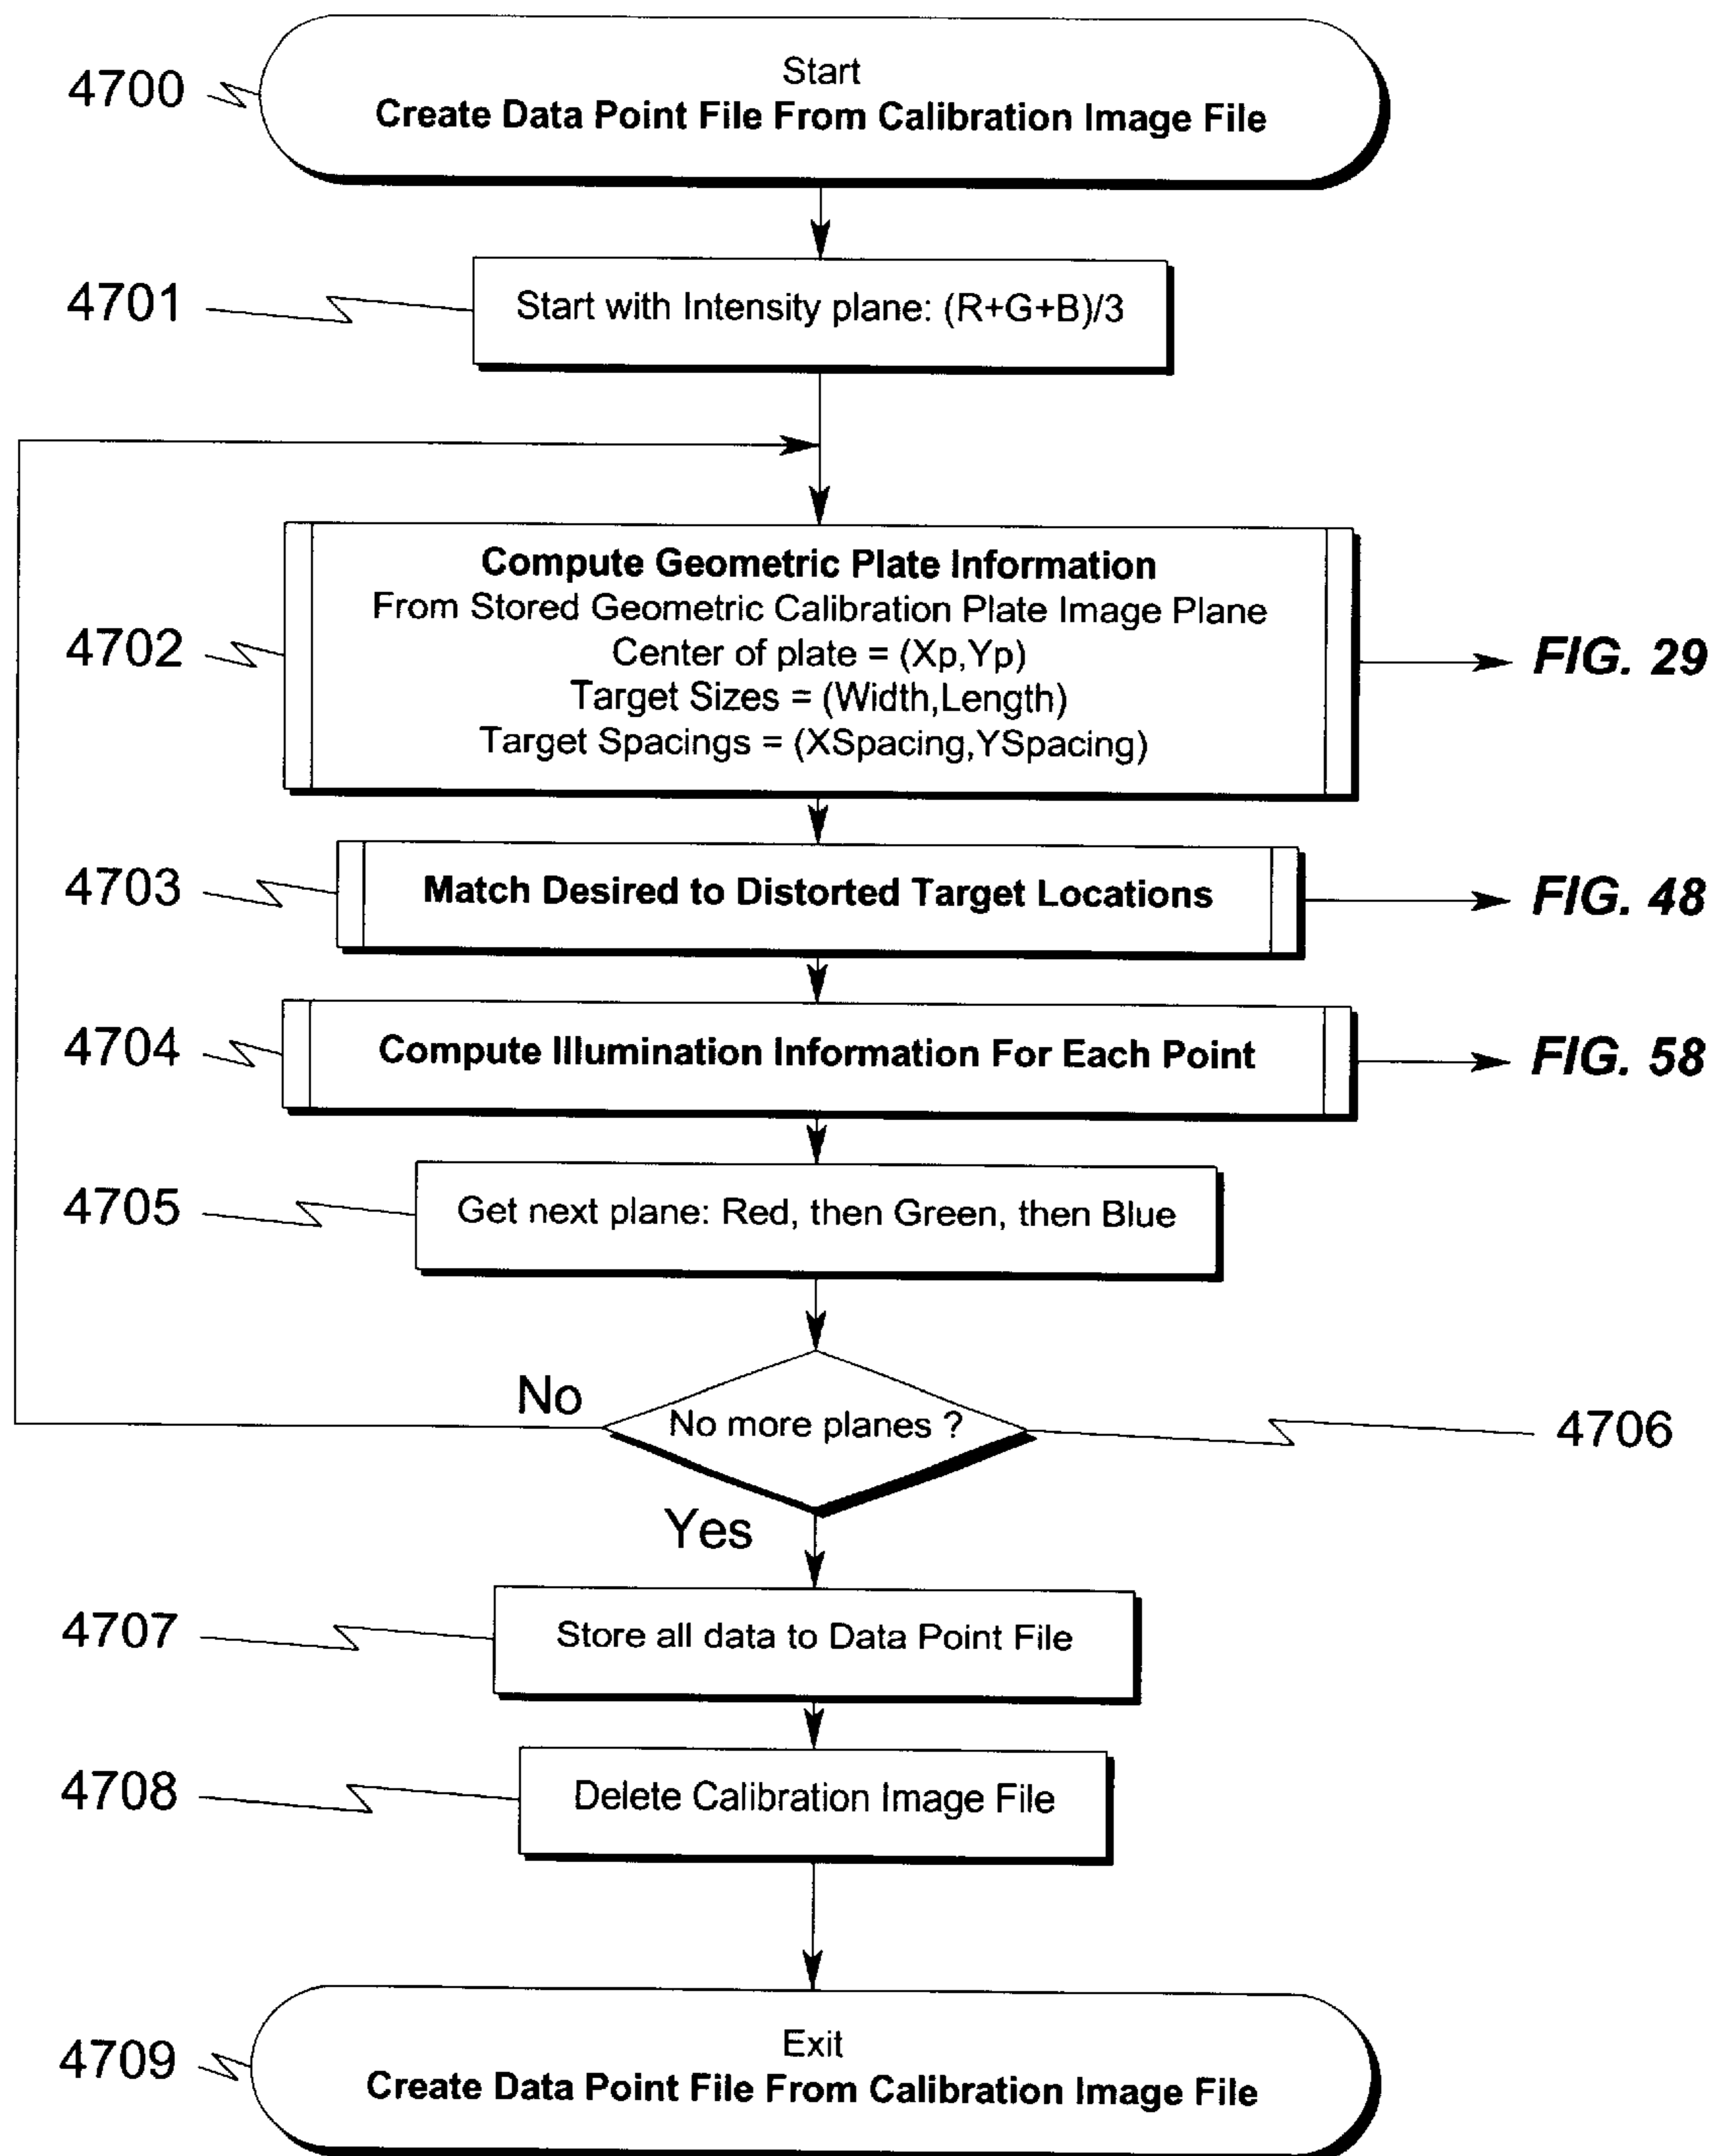 4700
Start
Create Data Point File From Calibration Image File
4701
Start with Intensity plane: (R+G+B)/3
4702
Compute Geometric Plate Information
From Stored Geometric Calibration Plate Image Plane
Center of plate = (Xp,Yp)
Target Sizes = (Width,Length)
Target Spacings = (XSpacing,YSpacing)
FIG. 29
4703
Match Desired to Distorted Target Locations
FIG. 48
4704
Compute Illumination Information For Each Point
FIG. 58
4705
Get next plane: Red, then Green, then Blue
No
No more planes ?
4706
Yes
4707
Store all data to Data Point File
4708
Delete Calibration Image File
4709
Exit
Create Data Point File From Calibration Image File